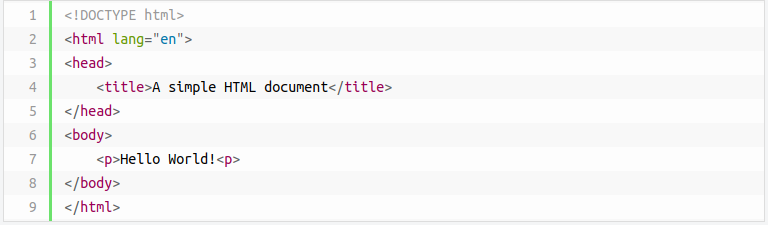 1 <!DOCTYPE html>
2 <html lang="en">
3 <head>
4     <title>A simple HTML document</title>
5 </head>
6 <body>
7     <p>Hello World!<p>
8 </body>
9 </html>